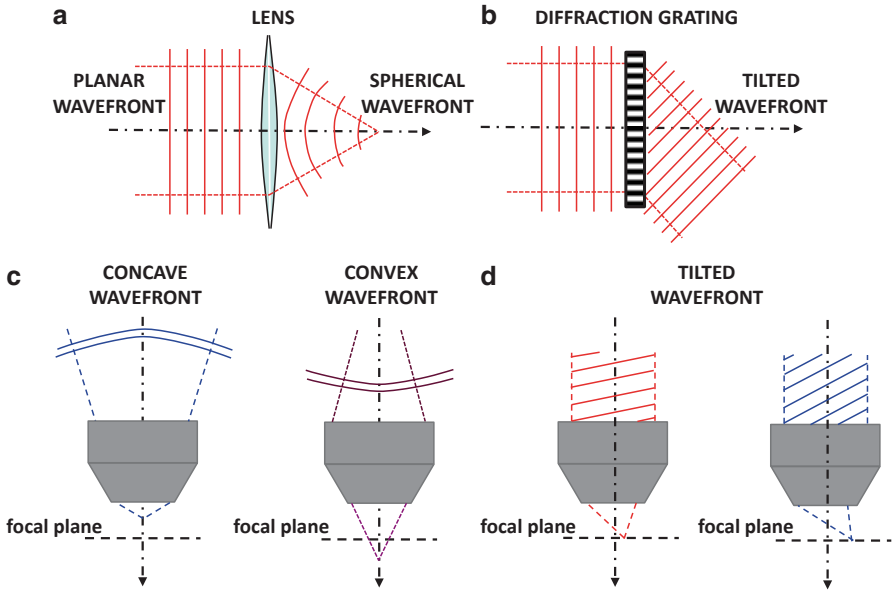 a
LENS
PLANAR
WAVEFRONT
SPHERICAL
WAVEFRONT
b
DIFFRACTION GRATING
TILTED
WAVEFRONT
c
CONCAVE
WAVEFRONT
focal plane
CONVEX
WAVEFRONT
focal plane
d
TILTED
WAVEFRONT
focal plane
focal plane